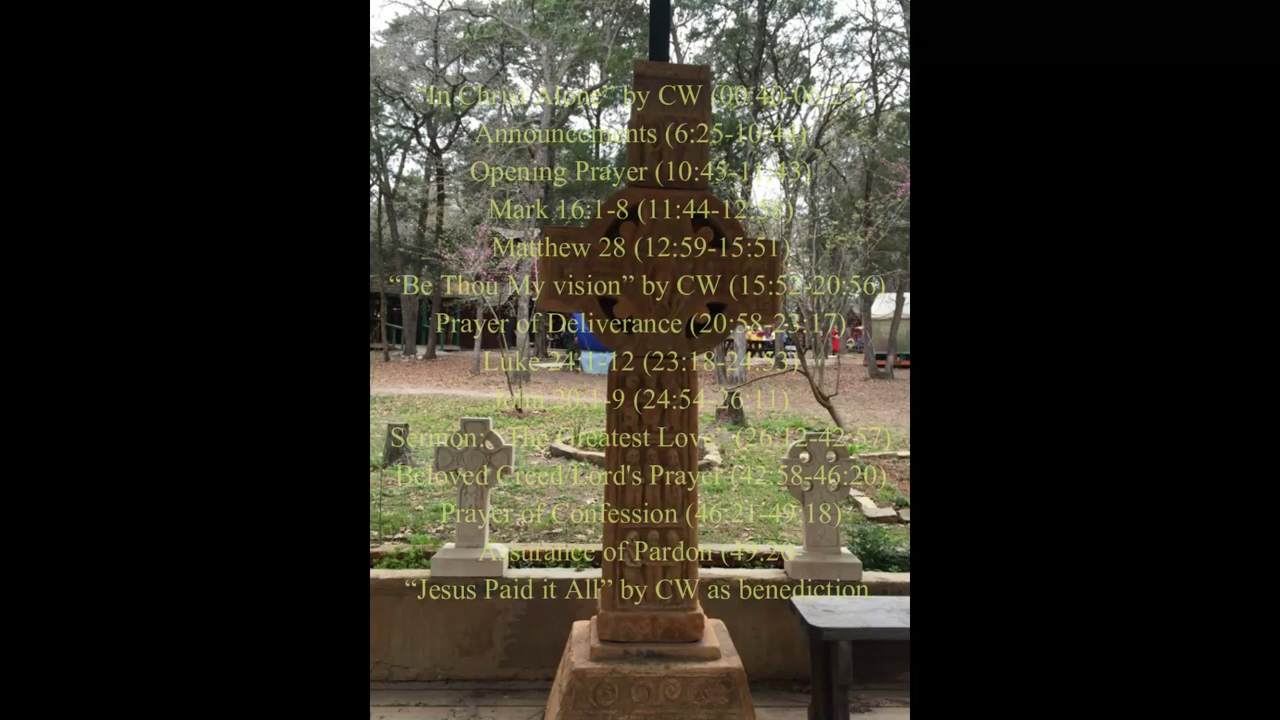 “In Christ Alone” by CW (00:40-06:23)
Announcements (6:25-10:44)
Opening Prayer (10:45-11:43)
Mark 16:1-8 (11:44-12:58)
Matthew 28 (12:59-15:51)
“Be Thou My vision” by CW (15:52-20:56)
Prayer of Deliverance (20:58-23:17)
Luke 24:1-12 (23:18-24:53)
John 20:1-9 (24:54-26:11)
Sermon: “The Greatest Love” (26:12-42:57)
Beloved Creed/Lord's Prayer (42:58-46:20)
Prayer of Confession (46:21-49:18)
Assurance of Pardon (49:20-
“Jesus Paid it All” by CW as benediction